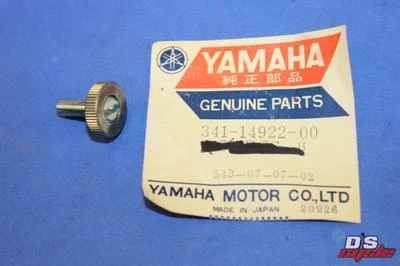 YAMAHA
純正部品
GENUINE PARTS
341-14922-00
H
543-07-07-02
YAMAHA MOTOR CO.,LTD
MADE IN JAPAN 20926
D's
cycle